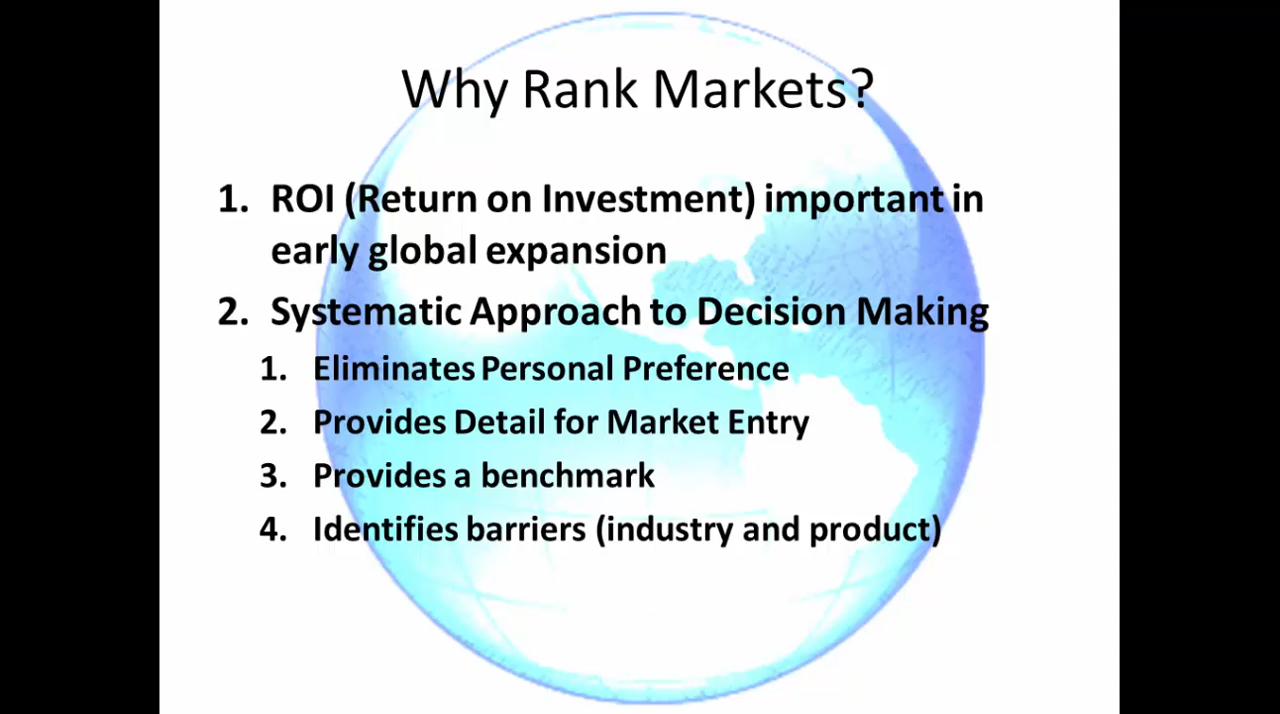 Why Rank Markets?
1. ROI (Return on Investment) important in
early global expansion
2. Systematic Approach to Decision Making
1. Eliminates Personal Preference
2. Provides Detail for Market Entry
3. Provides a benchmark
4. Identifies barriers (industry and product)